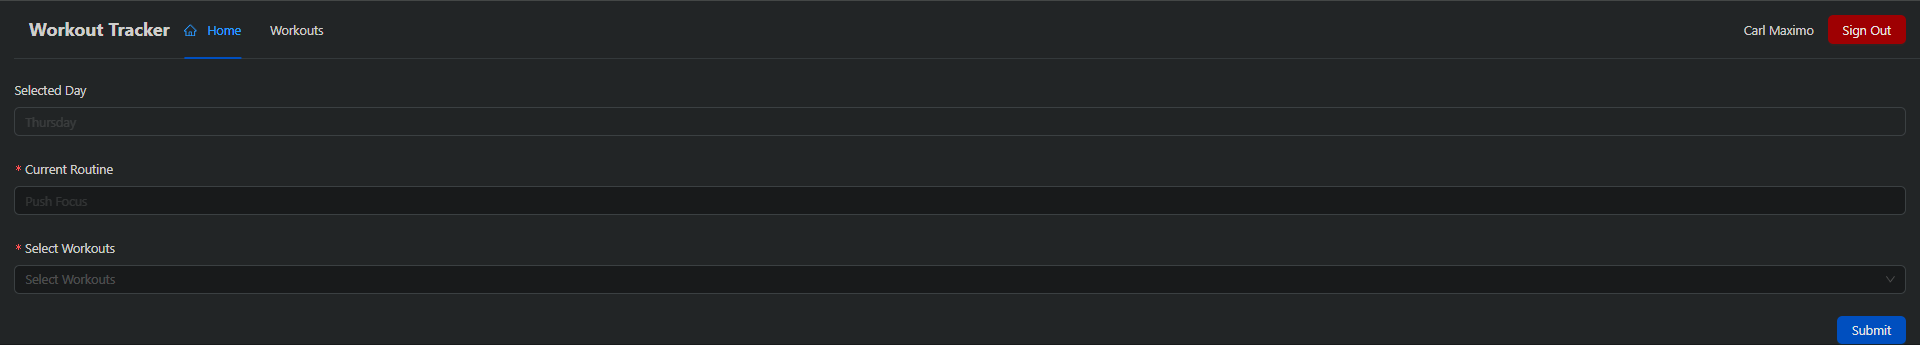 Workout Tracker Home Workouts Carl Maximo Sign Out
Selected Day
Thursday
* Current Routine
Push Focus
* Select Workouts
Select Workouts
Submit